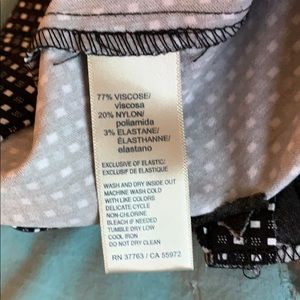 77% VISCOSE/
viscosa
20% NYLON/
poliamida
3% ELASTANE/
ÉLASTHANNE/
elastano
EXCLUSIVE OF ELASTIC/
EXCLUSIF DE ELASTIQUE
WASH AND DRY INSIDE OUT
MACHINE WASH COLD
WITH LIKE COLORS
DELICATE CYCLE
NON CHLORINE
BLEACH IF NEEDED
TUMBLE DRY LOW
COOL IRON
DO NOT DRY CLEAN
RN 37763 / CA 55972